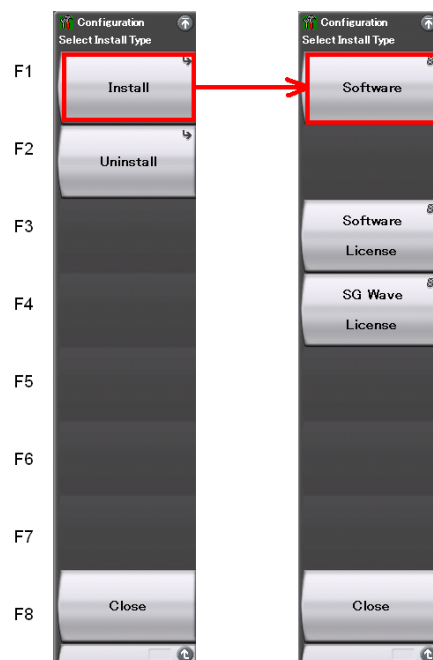 Configuration
Select Install Type
F1
Install
F2
Uninstall
F3
F4
F5
F6
F7
F8
Close
Configuration
Select Install Type
Software
Software
License
SG Wave
License
Close